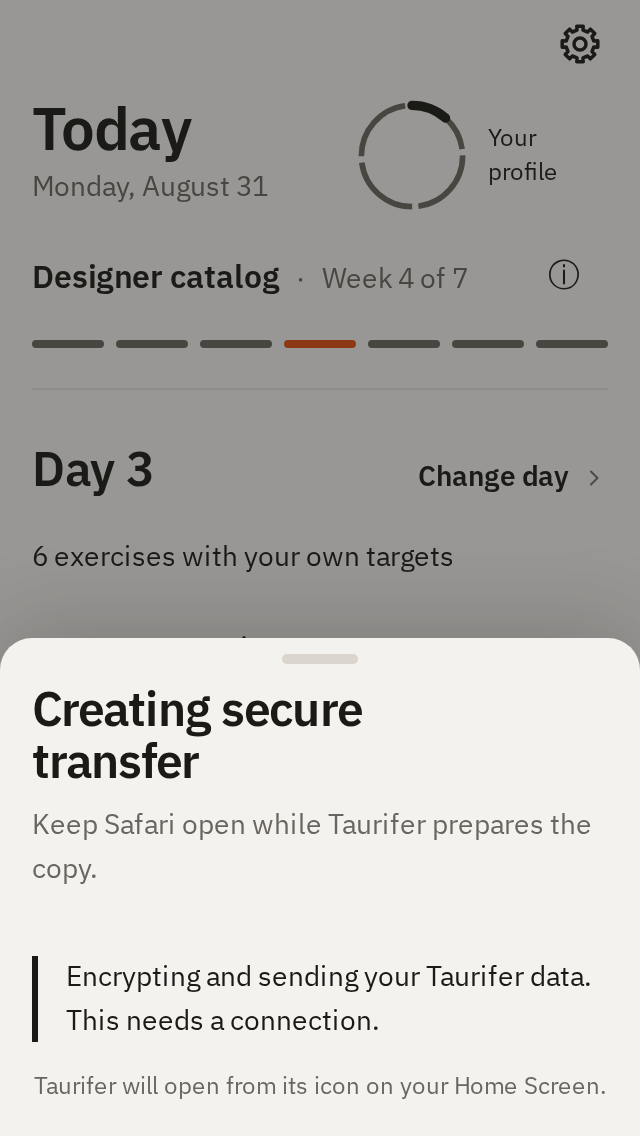 Today
Monday, August 31
Your
profile
Designer catalog · Week 4 of 7
Day 3
Change day
6 exercises with your own targets
Creating secure
transfer
Keep Safari open while Taurifer prepares the
copy.
Encrypting and sending your Taurifer data.
This needs a connection.
Taurifer will open from its icon on your Home Screen.